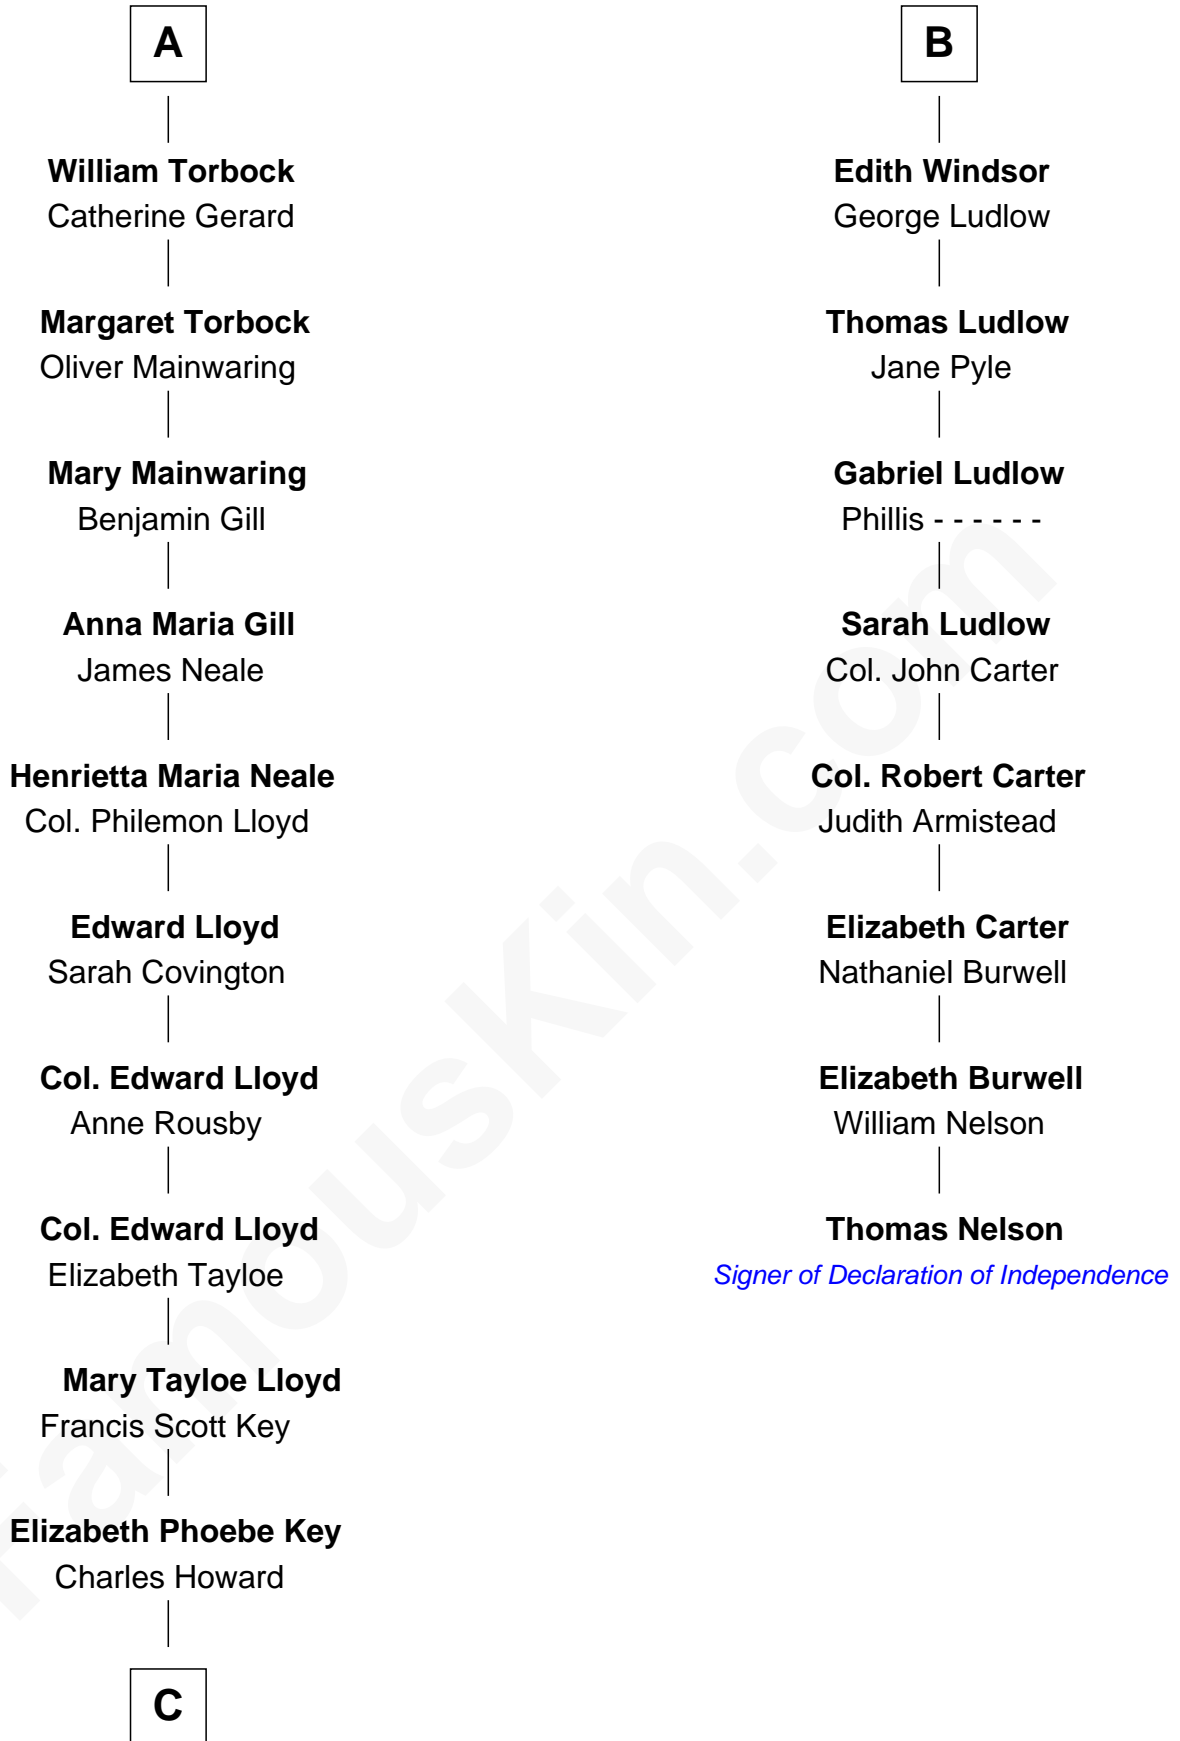 A
William Torbock
Catherine Gerard
Margaret Torbock
Oliver Mainwaring
Mary Mainwaring
Benjamin Gill
Anna Maria Gill
James Neale
Henrietta Maria Neale
Col. Philemon Lloyd
Edward Lloyd
Sarah Covington
Col. Edward Lloyd
Anne Rousby
Col. Edward Lloyd
Elizabeth Tayloe
Mary Tayloe Lloyd
Francis Scott Key
Elizabeth Phoebe Key
Charles Howard
C
B
Edith Windsor
George Ludlow
Thomas Ludlow
Jane Pyle
Gabriel Ludlow
Phillis - - - - - -
Sarah Ludlow
Col. John Carter
Col. Robert Carter
Judith Armistead
Elizabeth Carter
Nathaniel Burwell
Elizabeth Burwell
William Nelson
Thomas Nelson
Signer of Declaration of Independence
FamousKin.com